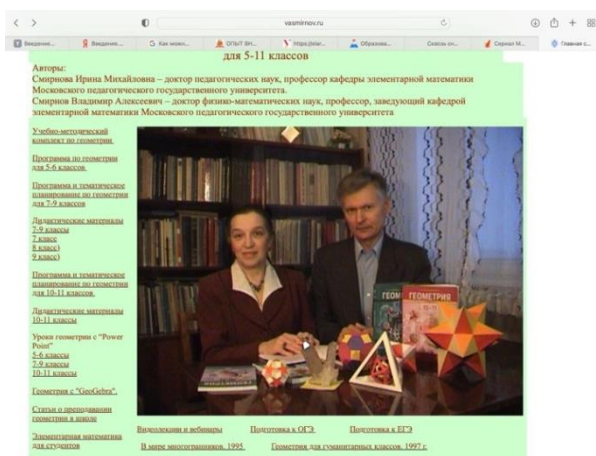 vasmirnov.ru
Введение...
Введение...
Как можн...
ОПЫТ ВН...
Образова...
Сериал М...
Главная с...
для 5-11 классов
Авторы:
Смирнова Ирина Михайловна – доктор педагогических наук, профессор кафедры элементарной математики
Московского педагогического государственного университета.
Смирнов Владимир Алексеевич – доктор физико-математических наук, профессор, заведующий кафедрой
элементарной математики Московского педагогического государственного университета
Учебно-методический
комплект по геометрии
Программа по геометрии
для 5-6 классов
Программа и тематическое
планирование по геометрии
для 7-9 классов
Дидактические материалы
7-9 классы
7 класс
8 класс)
9 класс)
Программа и тематическое
планирование по геометрии
для 10-11 классов
Дидактические материалы
10-11 классы
Уроки геометрии с "Power
Point"
5-6 классы
7-9 классы
10-11 классы
Геометрия с "GeoGebra".
Статьи о преподавании
геометрии в школе
Элементарная математика
для студентов
ГЕОМ
ГЕОМЕТРИЯ
10-11
Видеолекции и вебинары
Подготовка к ОГЭ
Подготовка к ЕГЭ
В мире многогранников. 1995
Геометрия для гуманитарных классов. 1997 г.